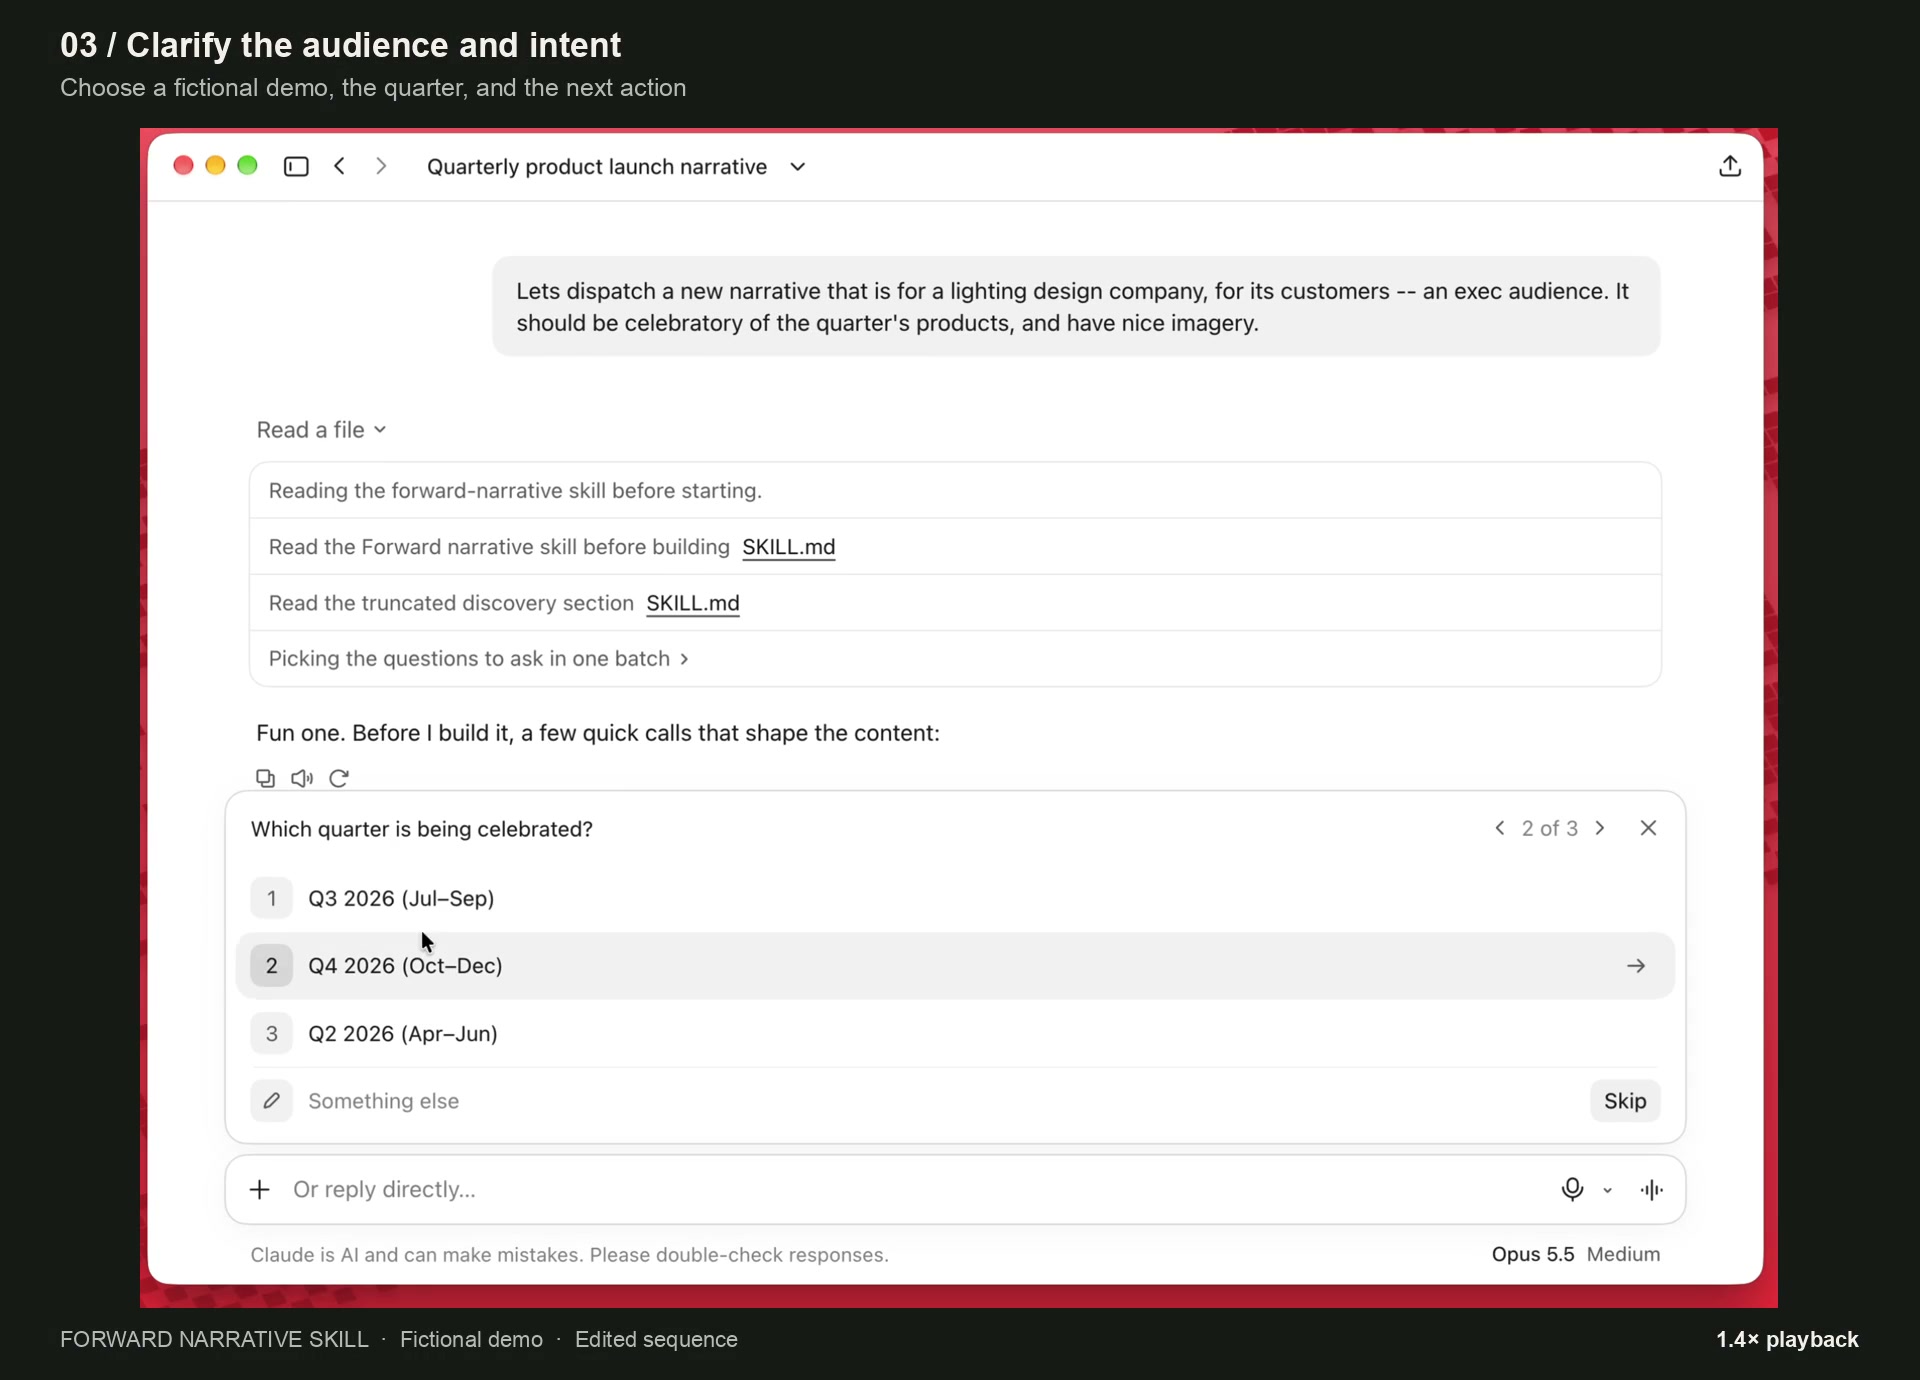 03 / Clarify the audience and intent
Choose a fictional demo, the quarter, and the next action
Quarterly product launch narrative
Lets dispatch a new narrative that is for a lighting design company, for its customers -- an exec audience. It
should be celebratory of the quarter's products, and have nice imagery.
Read a file
Reading the forward-narrative skill before starting.
Read the Forward narrative skill before building SKILL.md
Read the truncated discovery section SKILL.md
Picking the questions to ask in one batch
Fun one. Before I build it, a few quick calls that shape the content:
Which quarter is being celebrated?
2 of 3
1 Q3 2026 (Jul–Sep)
2 Q4 2026 (Oct–Dec)
3 Q2 2026 (Apr–Jun)
Something else
Skip
Or reply directly...
Claude is AI and can make mistakes. Please double-check responses.
Opus 5.5 Medium
FORWARD NARRATIVE SKILL · Fictional demo · Edited sequence
1.4× playback